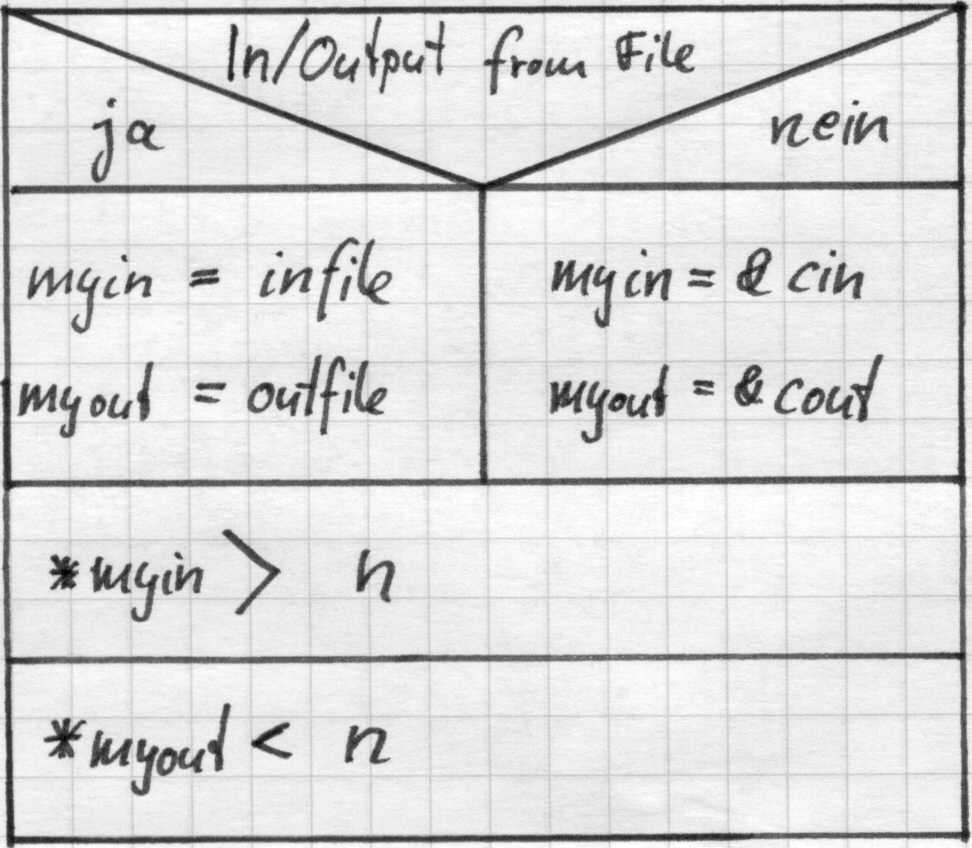 In/Output from File
ja
nein
myin = infile
myin = & cin
myout = outfile
myout = & cout
*myin > n
*myout < n